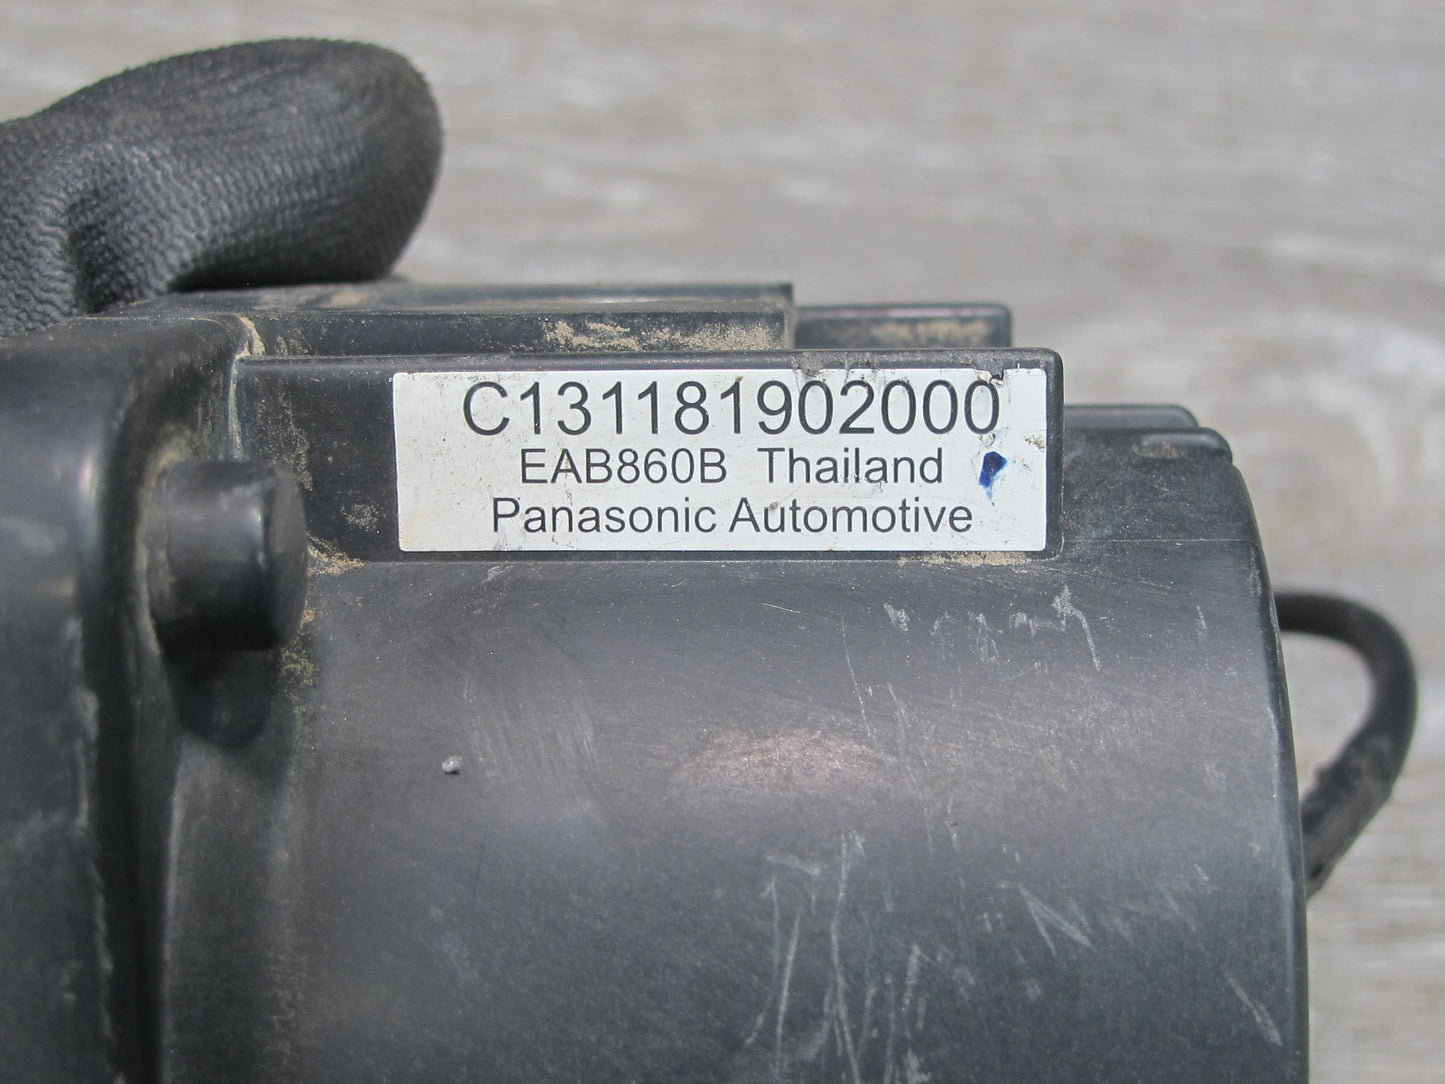 C131181902000
EAB860B Thailand
Panasonic Automotive